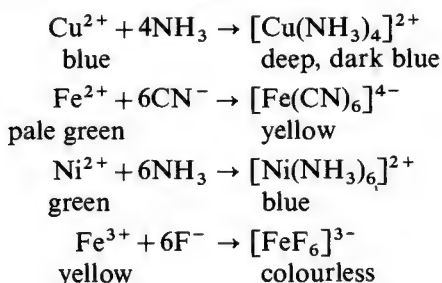 Cu²⁺ + 4NH₃ → [Cu(NH₃)₄]²⁺
blue deep, dark blue
Fe²⁺ + 6CN⁻ → [Fe(CN)₆]⁴⁻
pale green yellow
Ni²⁺ + 6NH₃ → [Ni(NH₃)₆]²⁺
green blue
Fe³⁺ + 6F⁻ → [FeF₆]³⁻
yellow colourless